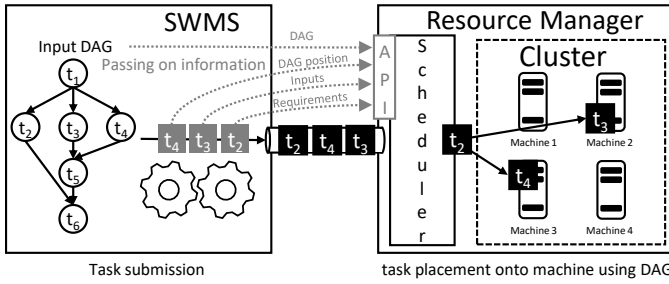 SWMS
Resource Manager
Input DAG
DAG
Passing on information
DAG position
Inputs
Requirements
API
Scheduler
Cluster
t1
t2
t3
t4
t5
t6
t4 t3 t2
t2 t4 t3
t2
t3
t4
Machine 1
Machine 2
Machine 3
Machine 4
Task submission
task placement onto machine using DAG